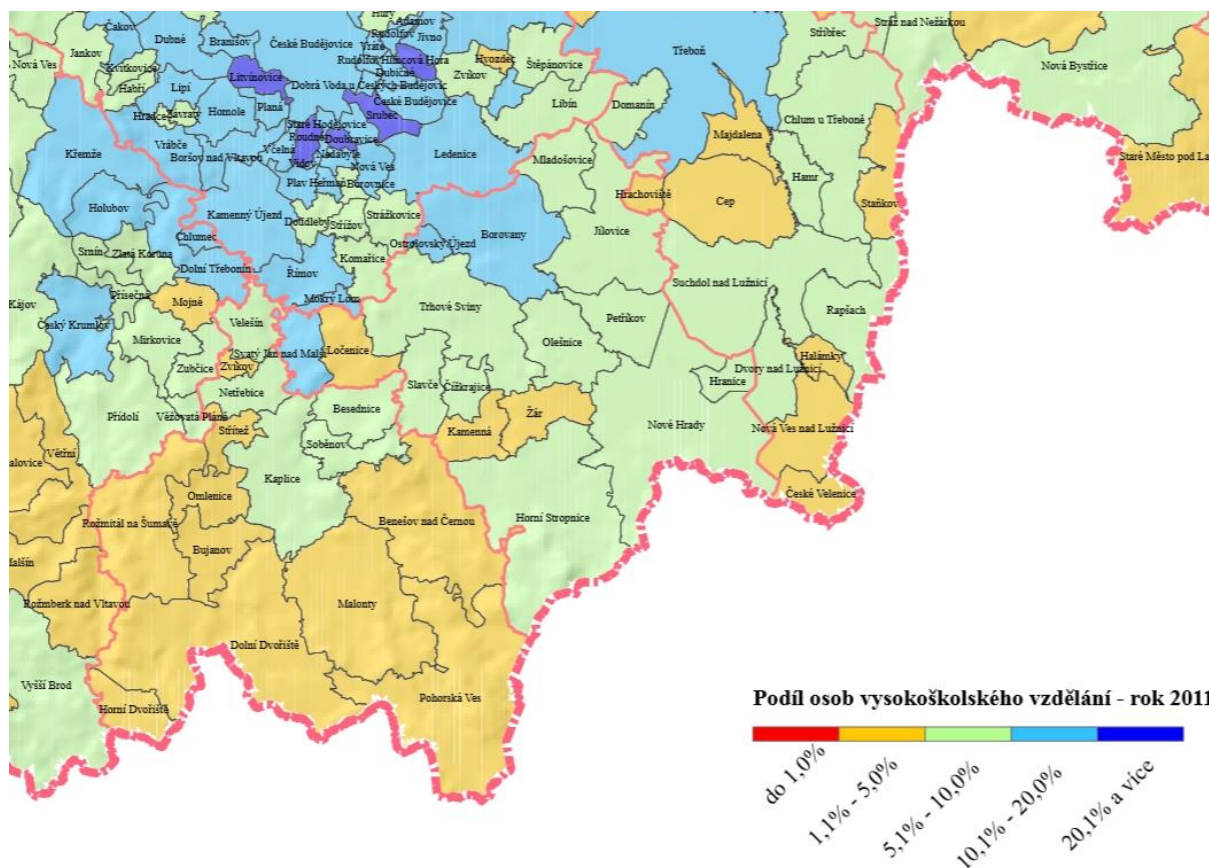 Hůry
Adamov
Stráž nad Nežárkou
Čakov
Dubné
Branišov
České Budějovice
Rudolfov
Jivno
Vráto
Třeboň
Stříbřec
Jankov
Nová Ves
Kvítkovice
Habří
Litvínovice
Rudolfov
Hlincová Hora
Hvozdec
Štěpánovice
Nová Bystřice
Lipí
Planá
Dobrá Voda u Českých Budějovic
Dubičné
Zvíkov
Hradce
Závraty
Homole
České Budějovice
Srubec
Libín
Domanín
Chlum u Třeboně
Staré Hodějovice
Roudné
Doubravice
Majdalena
Křemže
Vrábče
Boršov nad Vltavou
Včelná
Vidov
Nedabyle
Nová Ves
Ledenice
Mladošovice
Staré Město pod La
Plav
Heřmaň
Borovnice
Hamr
Hrachoviště
Cep
Staňkov
Holubov
Kamenný Újezd
Doudleby
Střížov
Strážkovice
Chlumec
Ostrolovský Újezd
Borovany
Jílovice
Srnín
Zlatá Koruna
Komařice
Dolní Třebonín
Římov
Suchdol nad Lužnicí
Přísečná
Mojné
Mokrý Lom
Kájov
Trhové Sviny
Rapšach
Český Krumlov
Velešín
Petříkov
Mirkovice
Olešnice
Svatý Ján nad Malší
Ločenice
Halámky
Zubčice
Zvíkov
Dvory nad Lužnicí
Slavče
Čížkrajice
Hranice
Netřebice
Besednice
Přídolí
Věžovatá Pláně
Žár
Střítež
Kamenná
Nové Hrady
Nová Ves nad Lužnicí
Soběnov
Větřní
alovice
Kaplice
České Velenice
Omlenice
Rožmitál na Šumavě
Benešov nad Černou
Horní Stropnice
Bujanov
Malšín
Malonty
Rožmberk nad Vltavou
Dolní Dvořiště
Vyšší Brod
Pohorská Ves
Horní Dvořiště
Podíl osob vysokoškolského vzdělání - rok 2011
do 1,0%
1,1% - 5,0%
5,1% - 10,0%
10,1% - 20,0%
20,1% a více